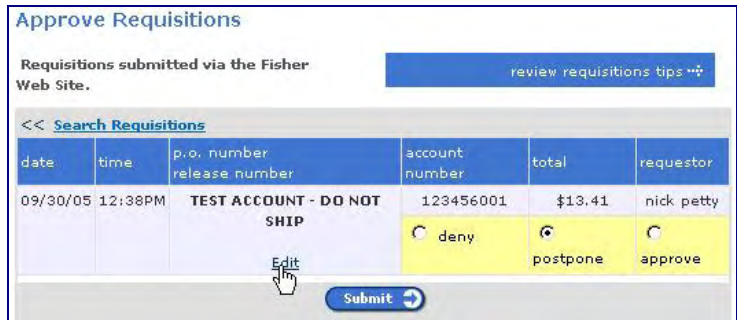 Approve Requisitions
Requisitions submitted via the Fisher
Web Site.
review requisitions tips
<< Search Requisitions
date time p.o. number account total requestor
release number number
09/30/05 12:38PM TEST ACCOUNT - DO NOT 123456001 $13.41 nick petty
SHIP
deny
Edit postpone approve
Submit